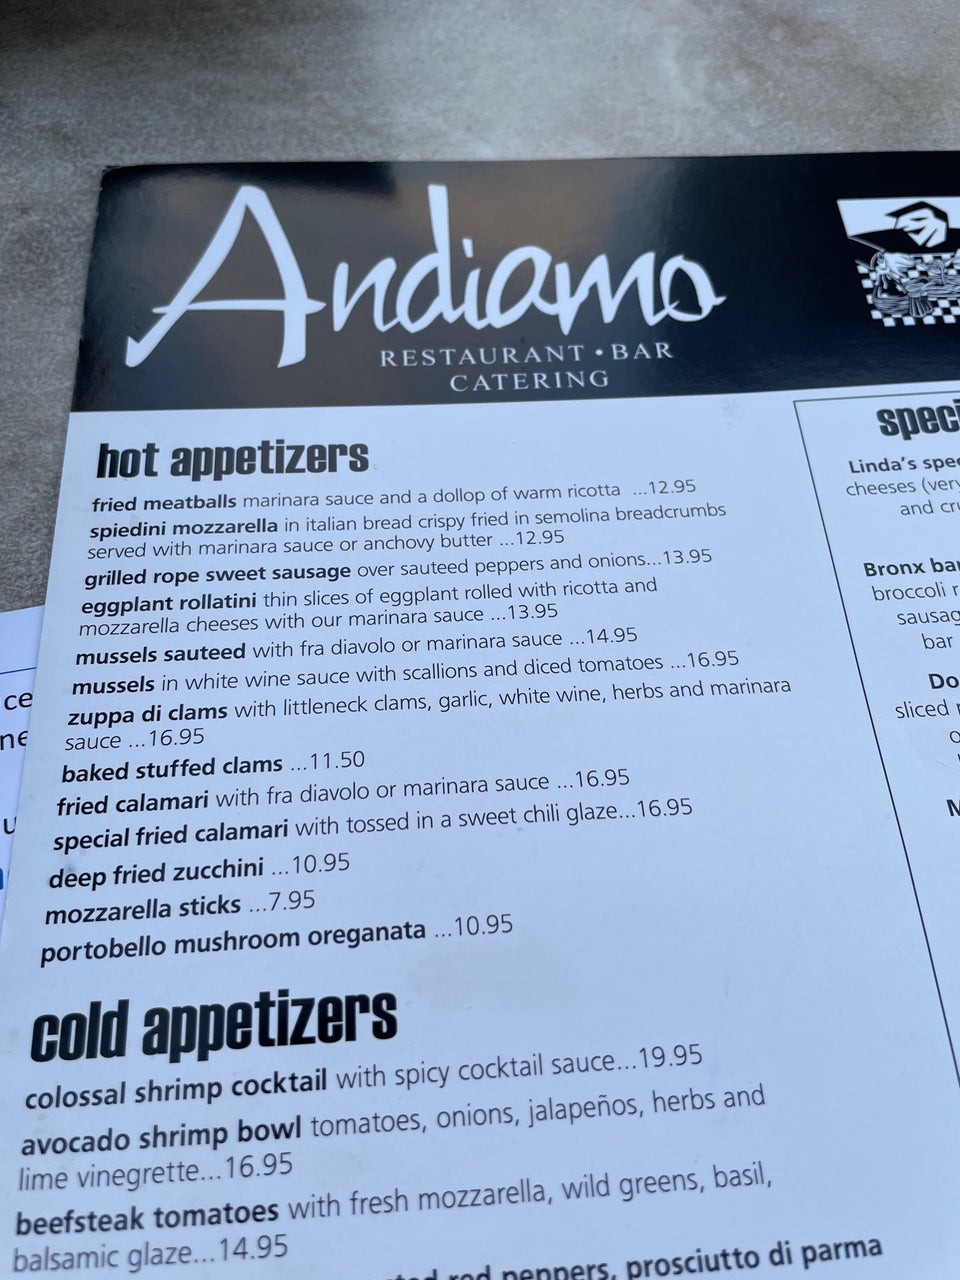 Andiamo
RESTAURANT • BAR
CATERING
hot appetizers
fried meatballs marinara sauce and a dollop of warm ricotta ...12.95
spiedini mozzarella in italian bread crispy fried in semolina breadcrumbs
served with marinara sauce or anchovy butter ...12.95
grilled rope sweet sausage over sauteed peppers and onions...13.95
eggplant rollatini thin slices of eggplant rolled with ricotta and
mozzarella cheeses with our marinara sauce ...13.95
mussels sauteed with fra diavolo or marinara sauce ...14.95
mussels in white wine sauce with scallions and diced tomatoes ...16.95
zuppa di clams with littleneck clams, garlic, white wine, herbs and marinara
sauce ...16.95
baked stuffed clams ...11.50
fried calamari with fra diavolo or marinara sauce ...16.95
special fried calamari with tossed in a sweet chili glaze...16.95
deep fried zucchini ...10.95
mozzarella sticks ...7.95
portobello mushroom oreganata ...10.95
cold appetizers
colossal shrimp cocktail with spicy cocktail sauce...19.95
avocado shrimp bowl tomatoes, onions, jalapeños, herbs and
lime vinegrette...16.95
beefsteak tomatoes with fresh mozzarella, wild greens, basil,
balsamic glaze...14.95
red peppers, prosciutto di parma
speci
Linda's spe
cheeses (very
and cru
Bronx bar
broccoli r
sausag
bar
Do
sliced